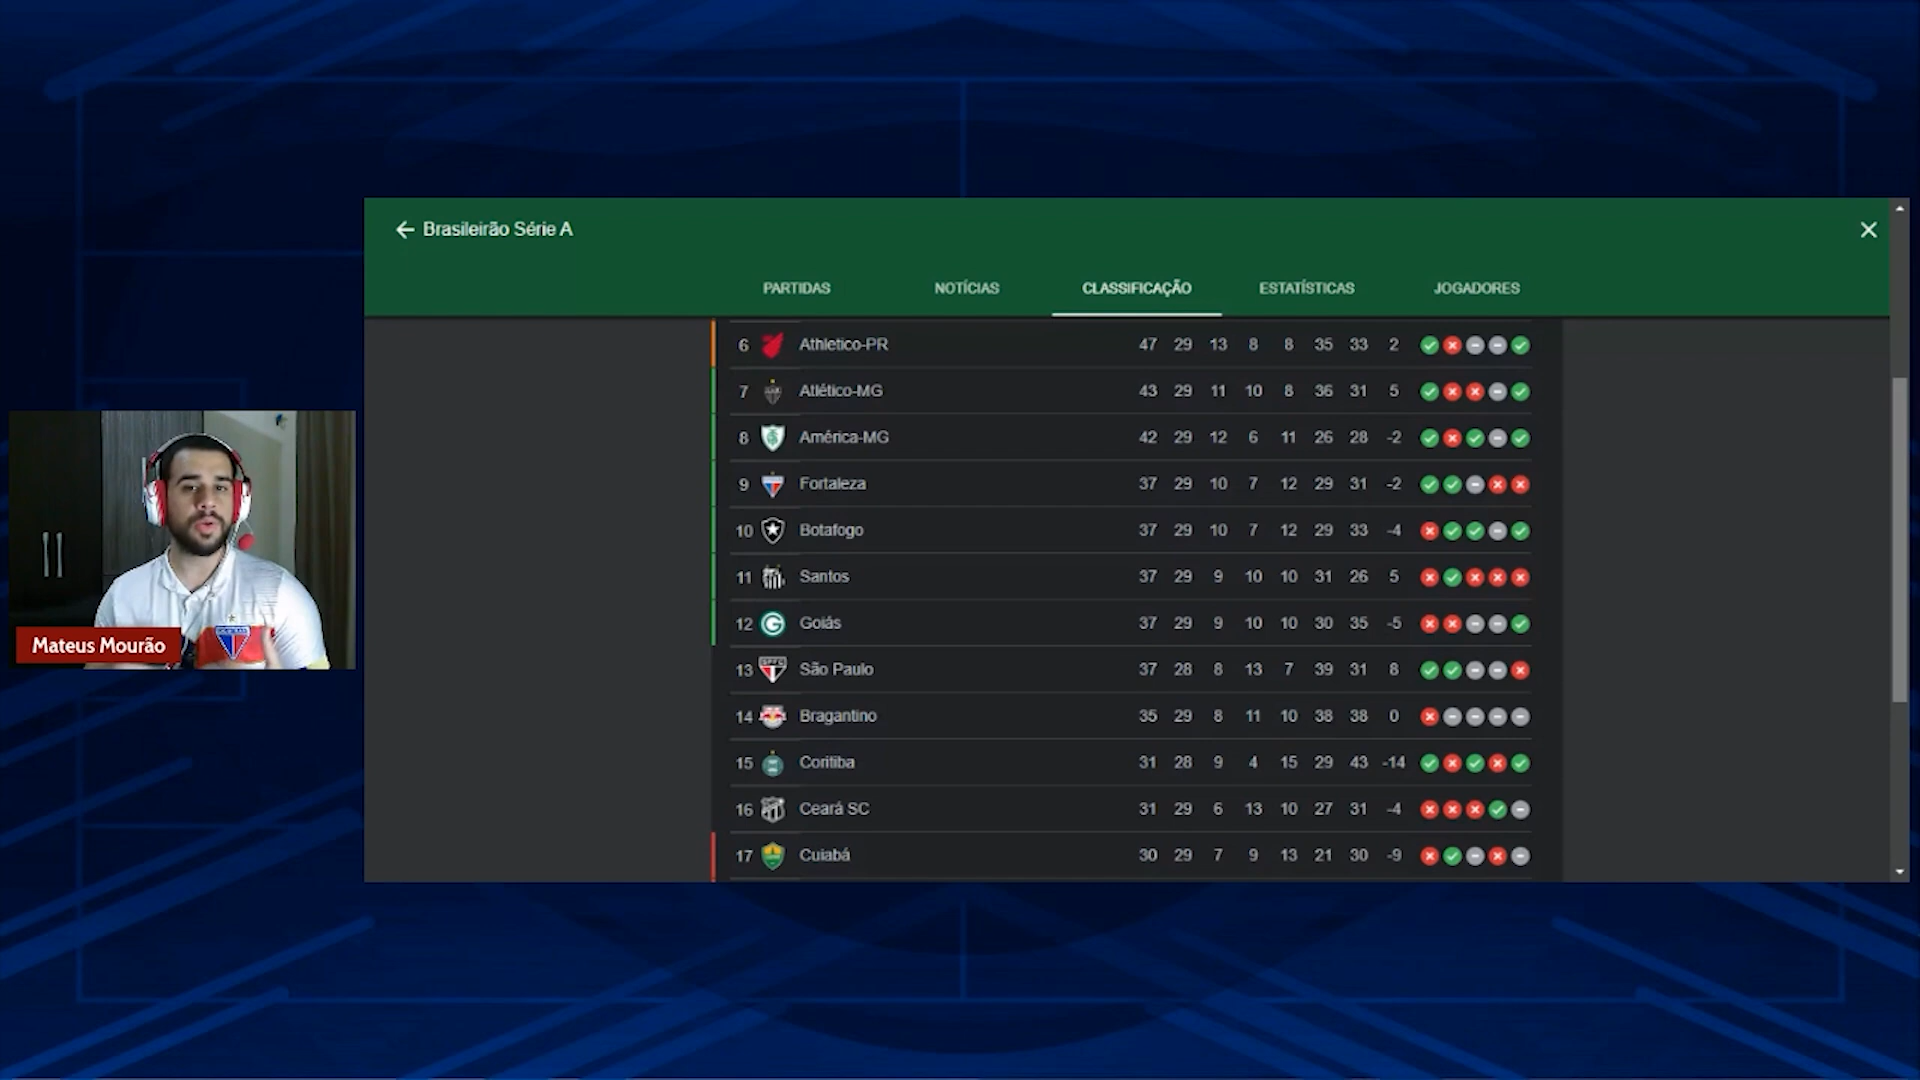 Brasileirão Série A
PARTIDAS NOTÍCIAS CLASSIFICAÇÃO ESTATÍSTICAS JOGADORES
6 Athletico-PR 47 29 13 8 8 35 33 2
7 Atlético-MG 43 29 11 10 8 36 31 5
8 América-MG 42 29 12 6 11 26 28 -2
9 Fortaleza 37 29 10 7 12 29 31 -2
10 Botafogo 37 29 10 7 12 29 33 -4
11 Santos 37 29 9 10 10 31 26 5
12 Goiás 37 29 9 10 10 30 35 -5
13 São Paulo 37 28 8 13 7 39 31 8
14 Bragantino 35 29 8 11 10 38 38 0
15 Coritiba 31 28 9 4 15 29 43 -14
16 Ceará SC 31 29 6 13 10 27 31 -4
17 Cuiabá 30 29 7 9 13 21 30 -9
Mateus Mourão